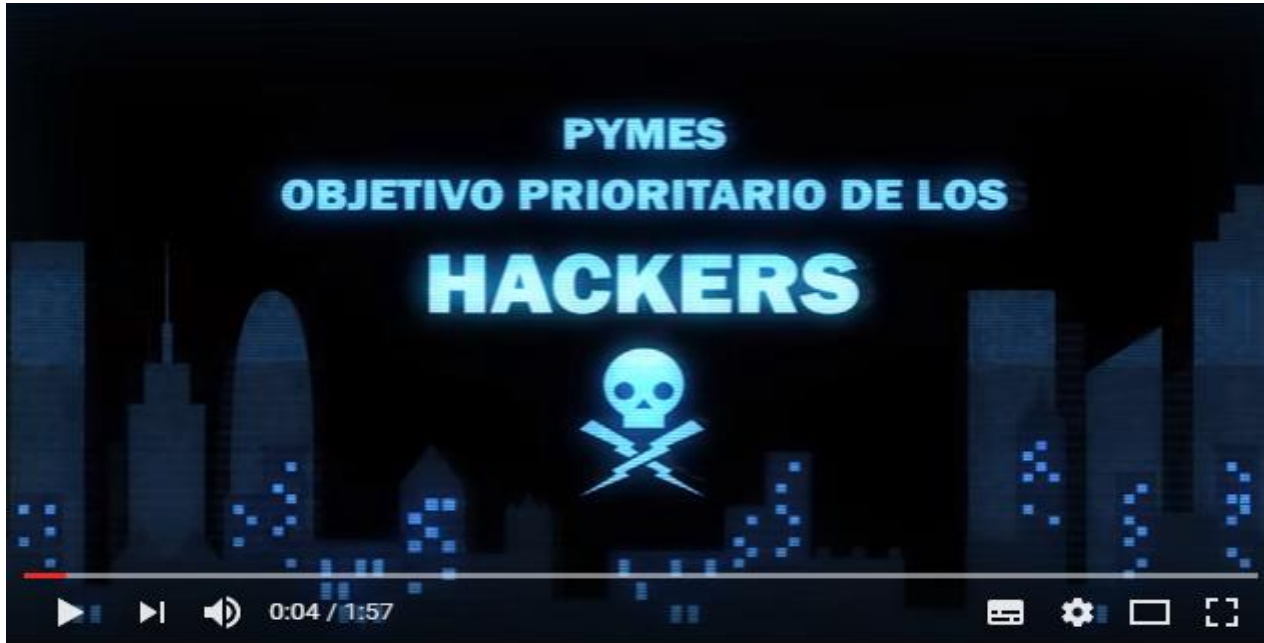 PYMES
OBJETIVO PRIORITARIO DE LOS
HACKERS
0:04 / 1:57